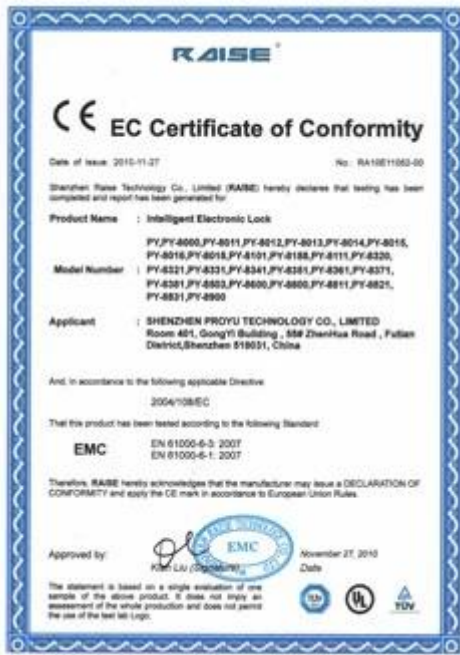 RAISE
CE EC Certificate of Conformity
Date of Issue: 2010-11-27 No.: RA10E11052-00
Shenzhen Raise Technology Co., Limited (RAISE) hereby declares that testing has been
completed and report has been generated for:
Product Name : Intelligent Electronic Lock
PY,PY-8000,PY-8011,PY-8012,PY-8013,PY-8014,PY-8015,
PY-8016,PY-8018,PY-8101,PY-8188,PY-8111,PY-8320,
Model Number : PY-8321,PY-8331,PY-8341,PY-8351,PY-8361,PY-8371,
PY-8381,PY-8503,PY-8600,PY-8800,PY-8811,PY-8821,
PY-8831,PY-8900
Applicant : SHENZHEN PROYU TECHNOLOGY CO., LIMITED
Room 401, GongYi Building , 55# ZhenHua Road , Futian
District,Shenzhen 518031, China
And, in accordance to the following applicable Directive
2004/108/EC
That this product has been tested according to the following Standard
EMC EN 61000-6-3: 2007
EN 61000-6-1: 2007
Therefore, RAISE hereby acknowledges that the manufacturer may issue a DECLARATION OF
CONFORMITY and apply the CE mark in accordance to European Union Rules.
EMC
Approved by: November 27, 2010
Liu (Signature) Date
The statement is based on a single evaluation of one
sample of the above product. It does not imply an
assessment of the whole production and does not permit
the use of the test lab Logo.
UL
TÜV